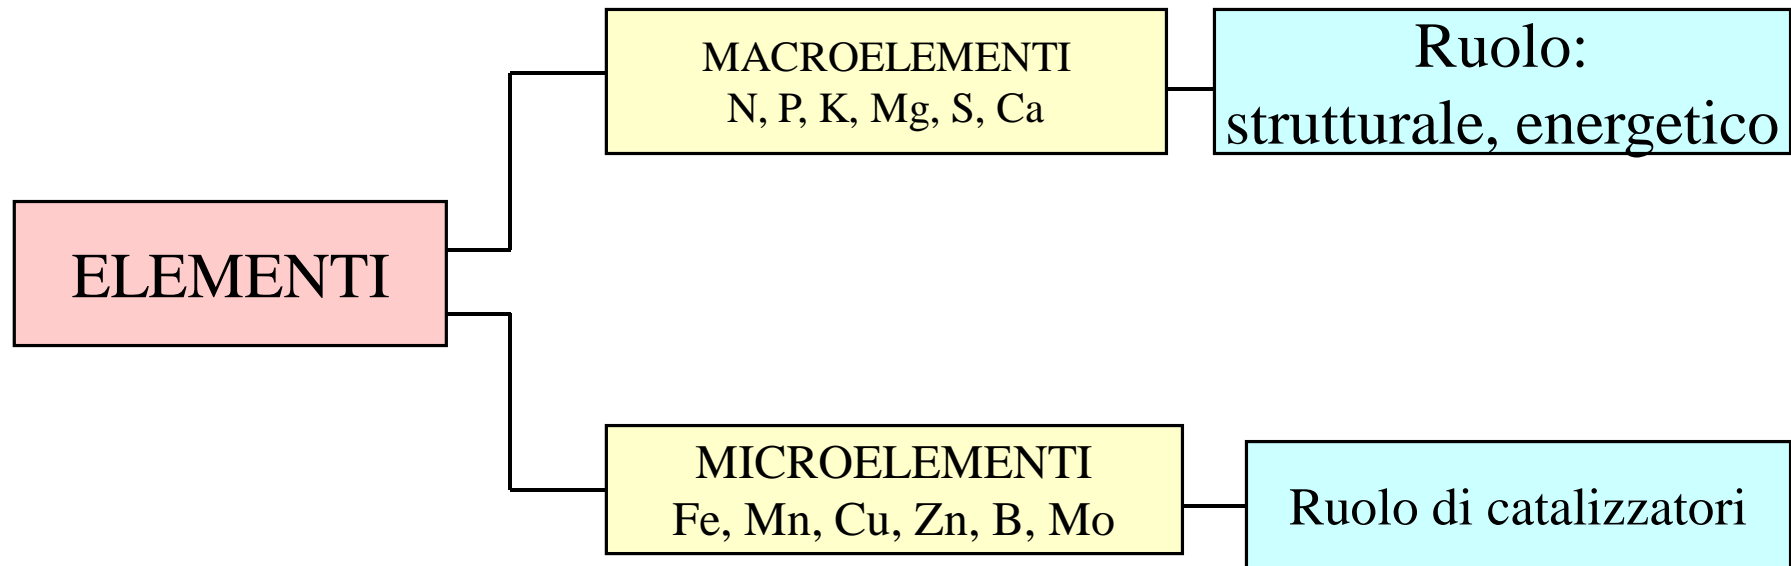 MACROELEMENTI
N, P, K, Mg, S, Ca
Ruolo:
strutturale, energetico
ELEMENTI
MICROELEMENTI
Fe, Mn, Cu, Zn, B, Mo
Ruolo di catalizzatori